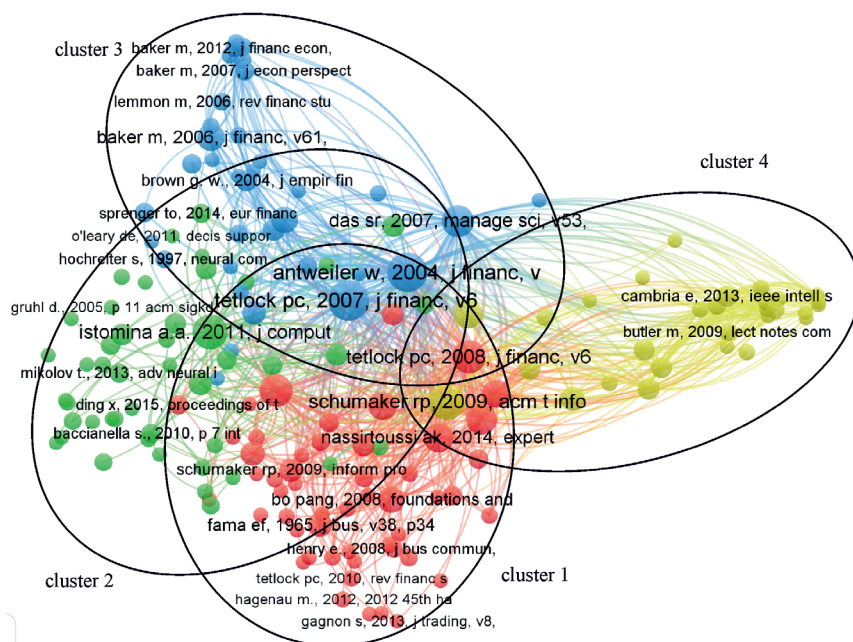 cluster 3
baker m, 2012, j financ econ,
baker m, 2007, j econ perspect
lemmon m, 2006, rev financ stu
baker m, 2006, j financ, v61,
cluster 4
brown g. w., 2004, j empir fin
sprenger to, 2014, eur financ
das sr, 2007, manage sci, v53,
o'leary de, 2011, decis suppor
hochreiter s, 1997, neural com
antweiler w, 2004, j financ, v
cambria e, 2013, ieee intell s
tetlock pc, 2007, j financ, v6
gruhl d., 2005, p 11 acm sigkd
istomina a.a., 2011, j comput
butler m, 2009, lect notes com
tetlock pc, 2008, j financ, v6
mikolov t., 2013, adv neural i
ding x, 2015, proceedings of t
schumaker rp, 2009, acm t info
baccianella s., 2010, p 7 int
nassirtoussi ak, 2014, expert
schumaker rp, 2009, inform pro
bo pang, 2008, foundations and
fama ef, 1965, j bus, v38, p34
henry e., 2008, j bus commun,
cluster 2
cluster 1
tetlock pc, 2010, rev financ s
hagenau m., 2012, 2012 45th ha
gagnon s, 2013, j trading, v8,